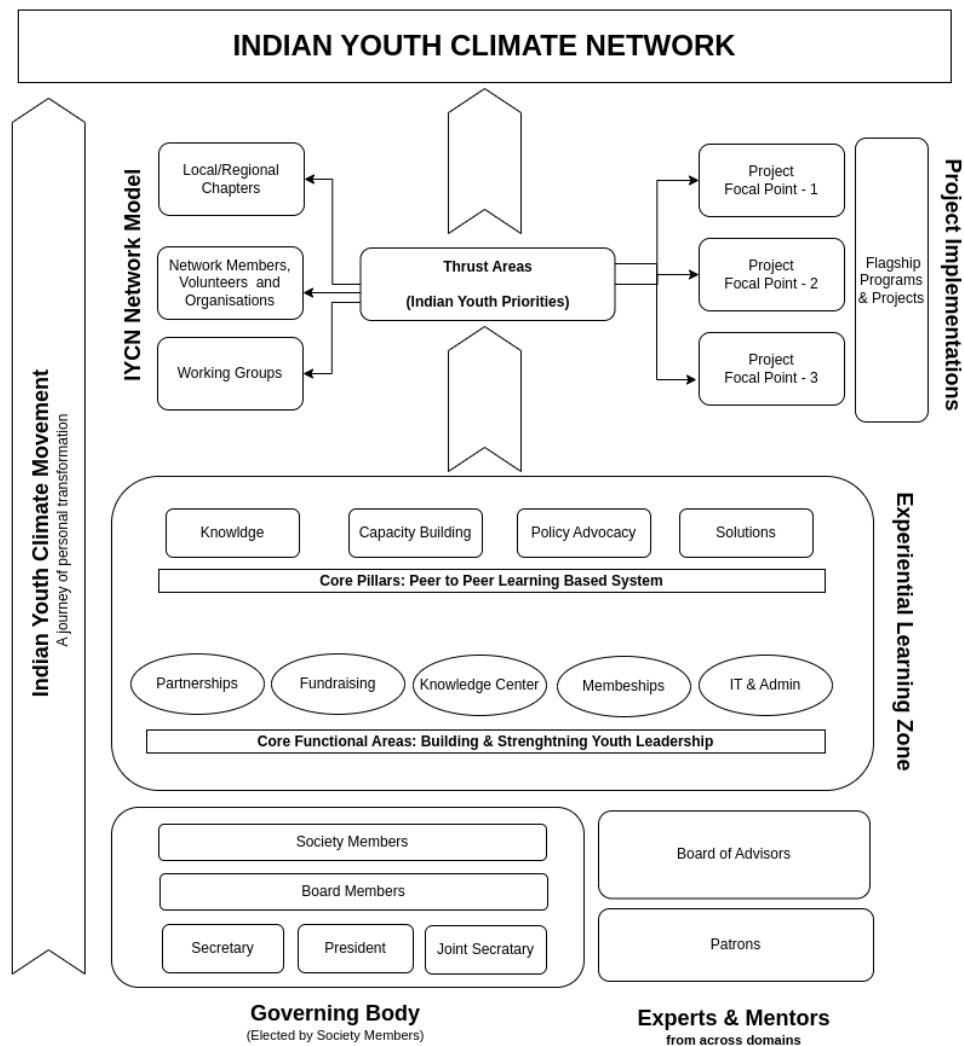 INDIAN YOUTH CLIMATE NETWORK
Indian Youth Climate Movement
A journey of personal transformation
IYCN Network Model
Local/Regional
Chapters
Network Members,
Volunteers and
Organisations
Working Groups
Thrust Areas
(Indian Youth Priorities)
Project
Focal Point - 1
Project
Focal Point - 2
Project
Focal Point - 3
Flagship
Programs
& Projects
Project Implementations
Knowldge
Capacity Building
Policy Advocacy
Solutions
Core Pillars: Peer to Peer Learning Based System
Partnerships
Fundraising
Knowledge Center
Membeships
IT & Admin
Core Functional Areas: Building & Strenghtning Youth Leadership
Experiential Learning Zone
Society Members
Board Members
Secretary
President
Joint Secratary
Governing Body
(Elected by Society Members)
Board of Advisors
Patrons
Experts & Mentors
from across domains